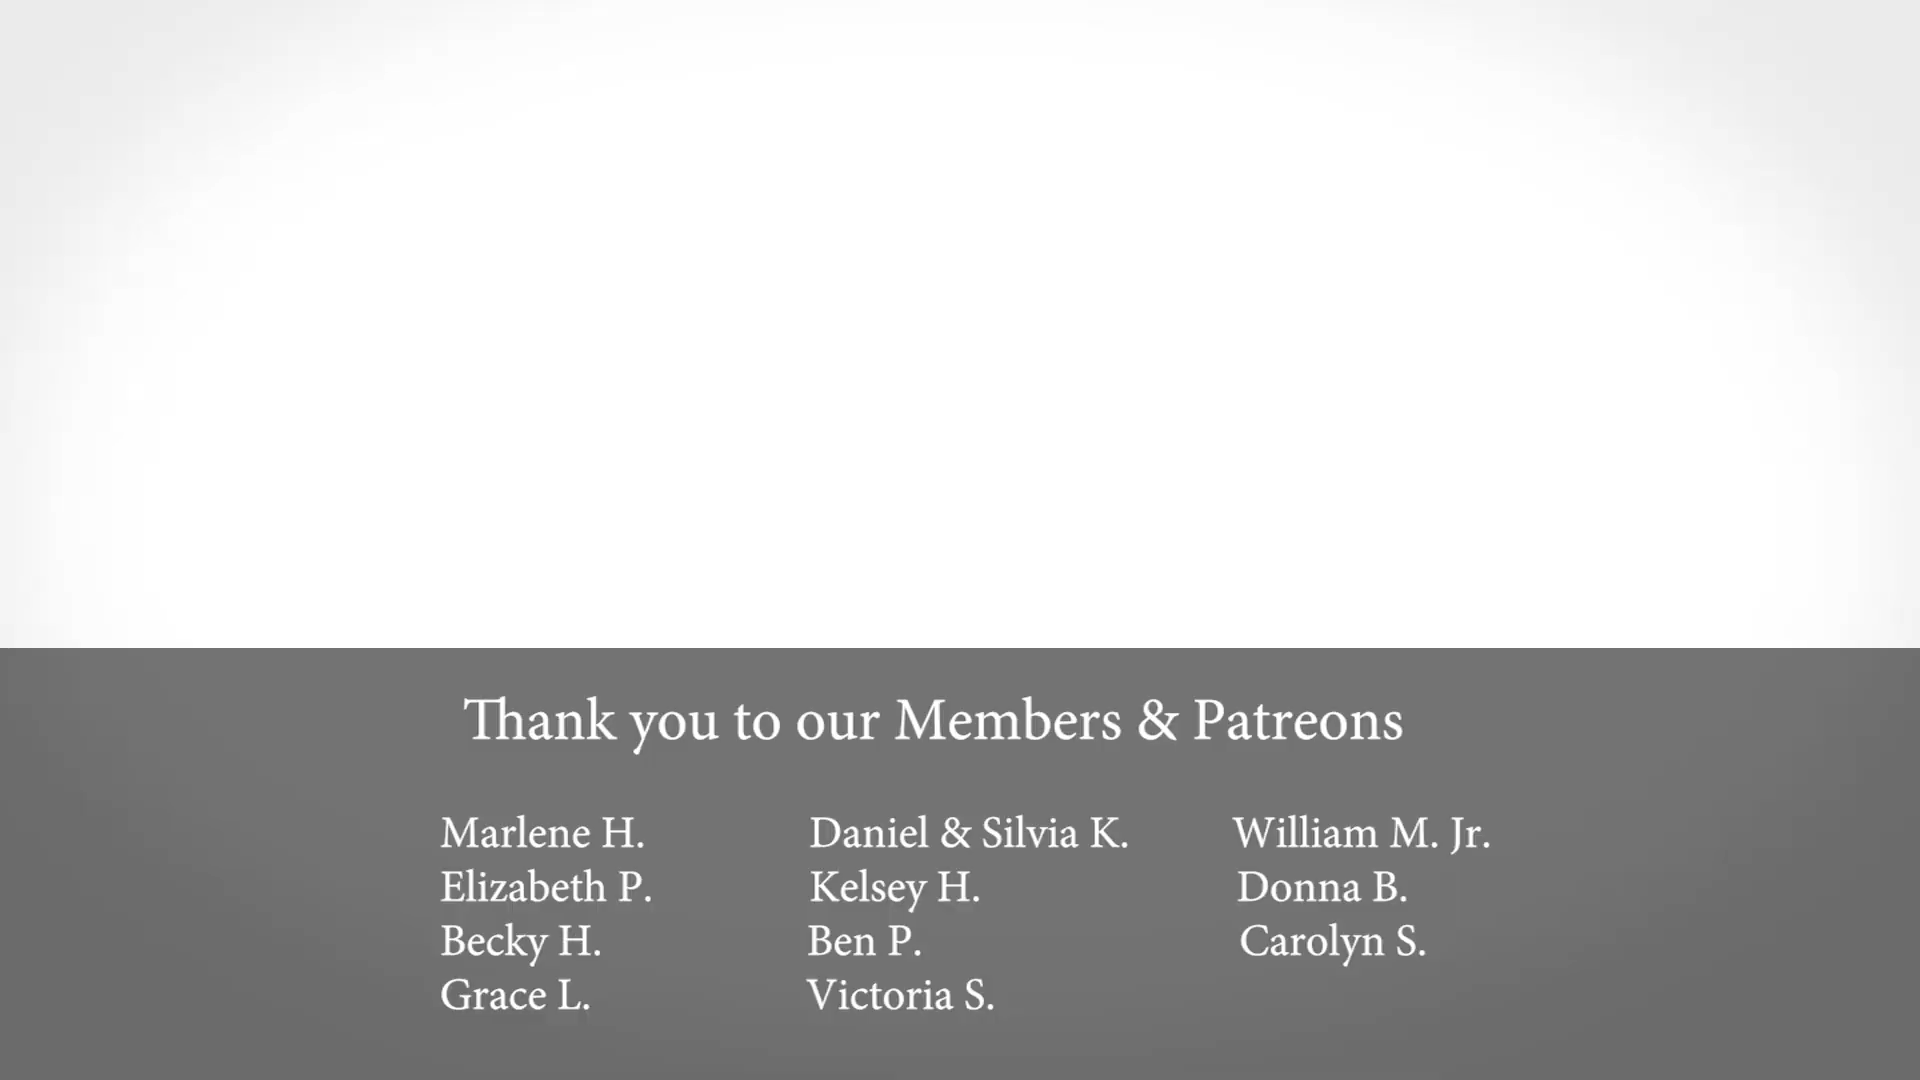 Thank you to our Members & Patreons
Marlene H.
Elizabeth P.
Becky H.
Grace L.
Daniel & Silvia K.
Kelsey H.
Ben P.
Victoria S.
William M. Jr.
Donna B.
Carolyn S.